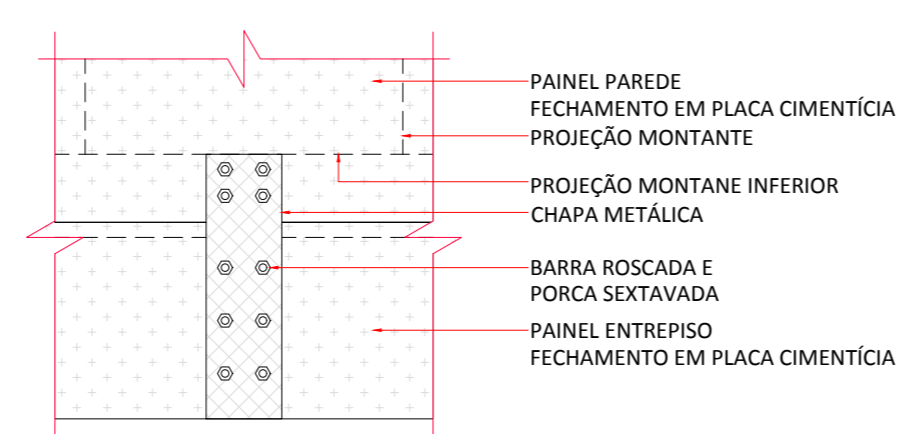 PAINEL PAREDE
FECHAMENTO EM PLACA CIMENTÍCIA
PROJEÇÃO MONTANTE
PROJEÇÃO MONTANE INFERIOR
CHAPA METÁLICA
BARRA ROSCADA E
PORCA SEXTAVADA
PAINEL ENTREPISO
FECHAMENTO EM PLACA CIMENTÍCIA